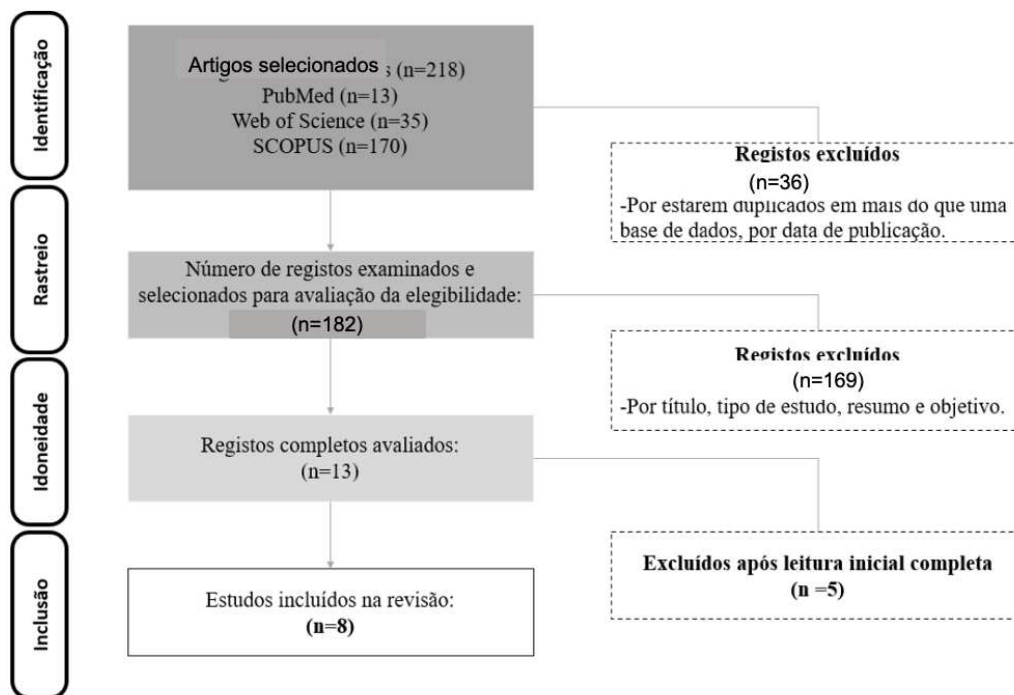 Identificação
Artigos selecionados s (n=218)
PubMed (n=13)
Web of Science (n=35)
SCOPUS (n=170)
Registos excluídos
(n=36)
-Por estarem duplicados em mais do que uma
base de dados, por data de publicação.
Rastreio
Número de registos examinados e
selecionados para avaliação da elegibilidade:
(n=182)
Registos excluídos
(n=169)
-Por título, tipo de estudo, resumo e objetivo.
Idoneidade
Registos completos avaliados:
(n=13)
Excluídos após leitura inicial completa
(n =5)
Inclusão
Estudos incluídos na revisão:
(n=8)